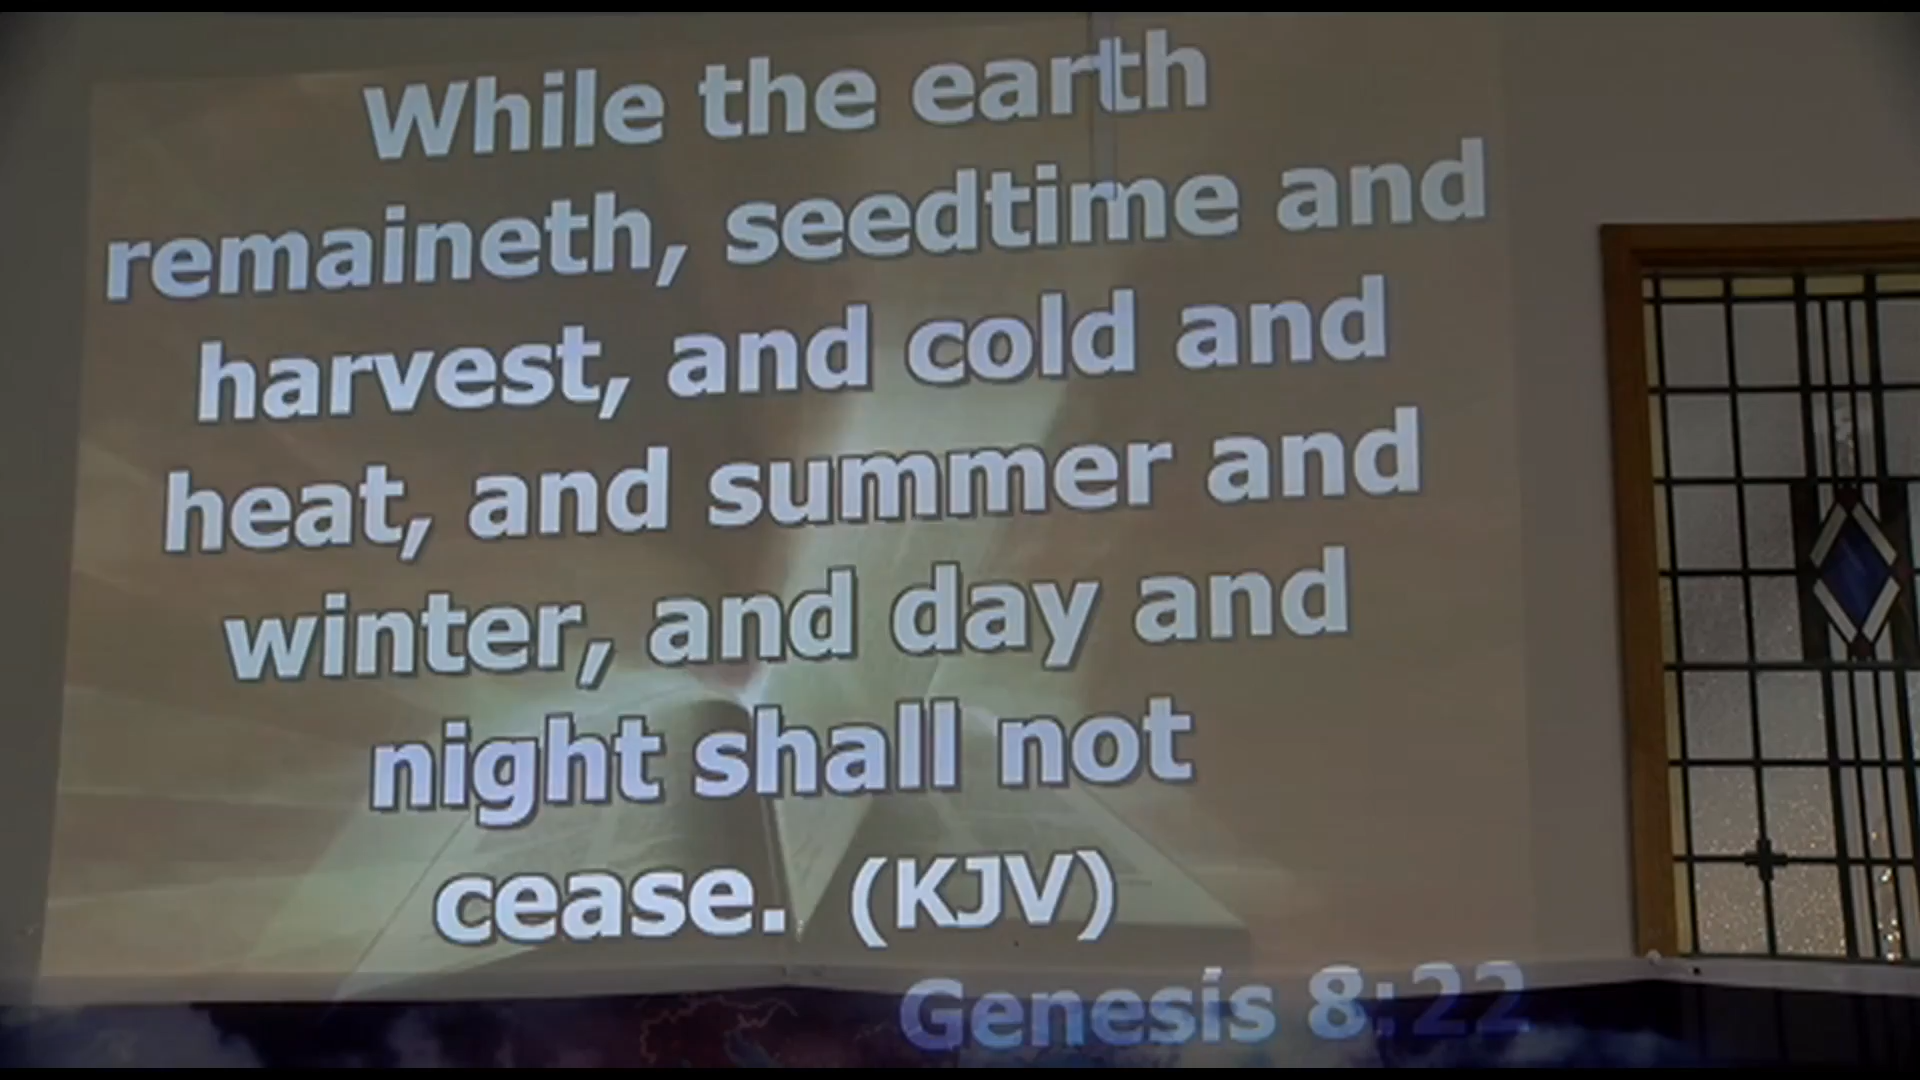 While the earth
remaineth, seedtime and
harvest, and cold and
heat, and summer and
winter, and day and
night shall not
cease. (KJV)
Genesis 8:22